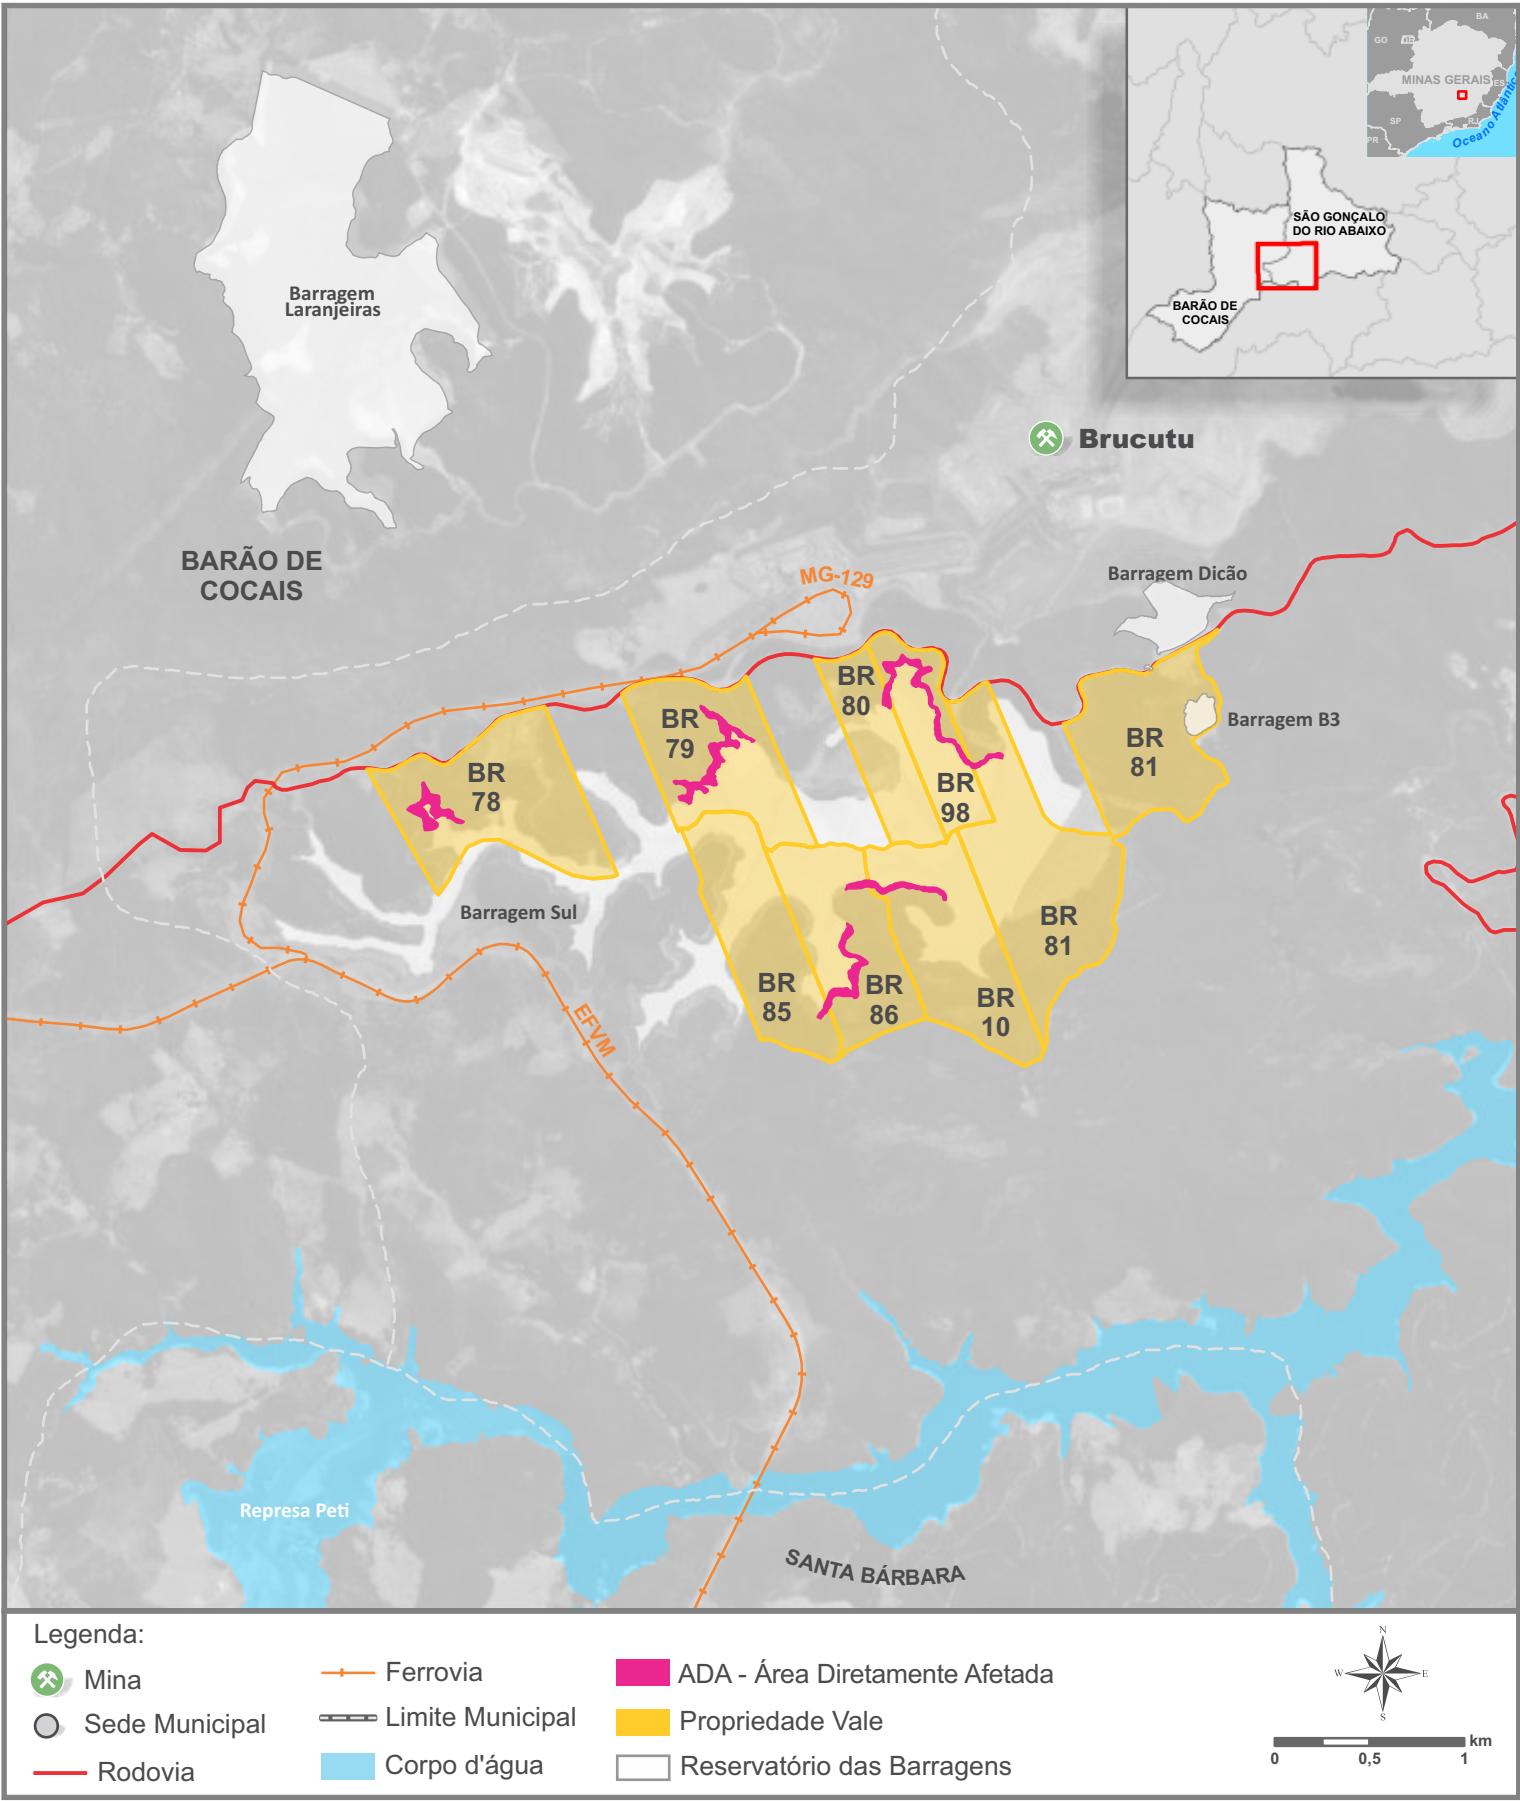 BA
GO
DF
MINAS GERAIS
ES
SP
RJ
PR
Oceano Atlântico
SÃO GONÇALO
DO RIO ABAIXO
BARÃO DE
COCAIS
Barragem
Laranjeiras
Brucutu
BARÃO DE
COCAIS
MG-129
Barragem Dicão
BR
80
BR
79
Barragem B3
BR
81
BR
78
BR
98
Barragem Sul
BR
81
BR
85
BR
86
BR
10
EFVM
Represa Peti
SANTA BÁRBARA
Legenda:
Mina
Sede Municipal
Rodovia
Ferrovia
Limite Municipal
Corpo d'água
ADA - Área Diretamente Afetada
Propriedade Vale
Reservatório das Barragens
N
W
E
S
km
0
0,5
1